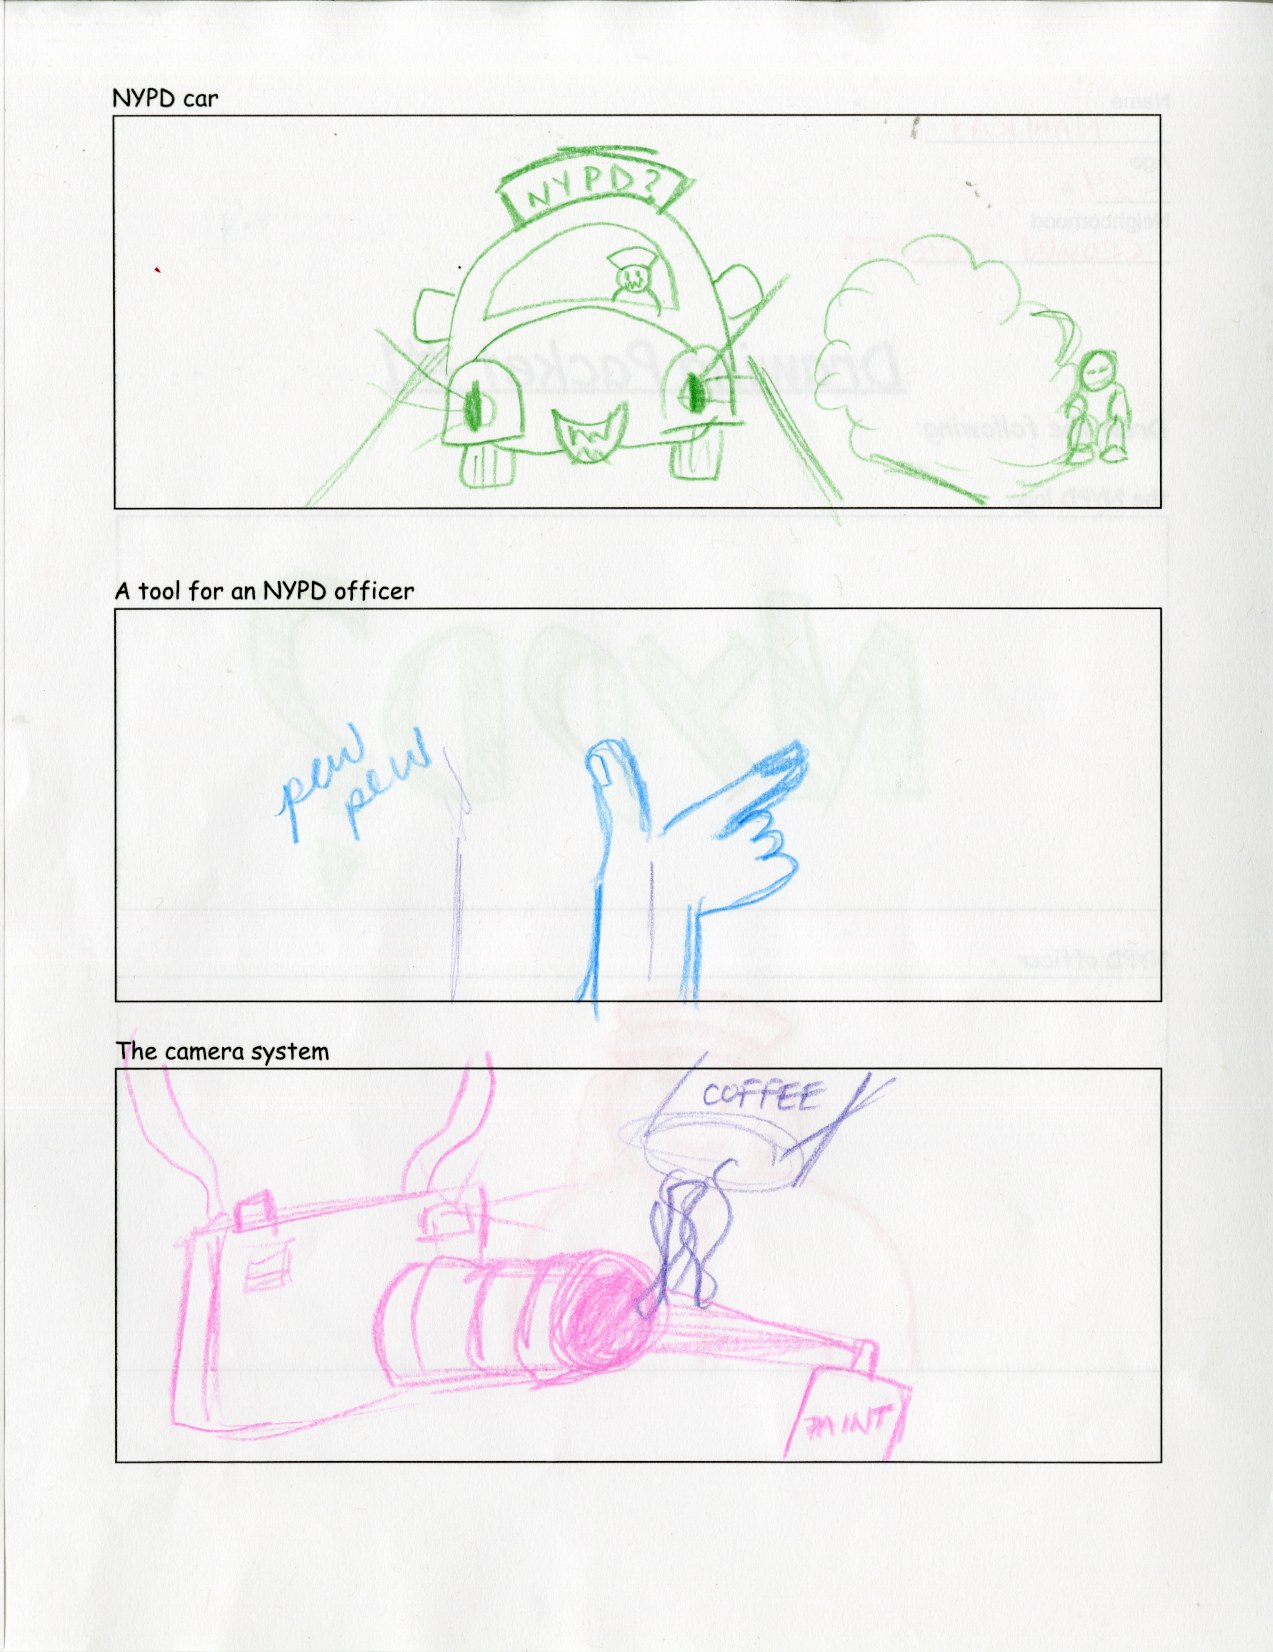 NYPD car
NYPD?
A tool for an NYPD officer
pew
pew
The camera system
COFFEE
PAINT